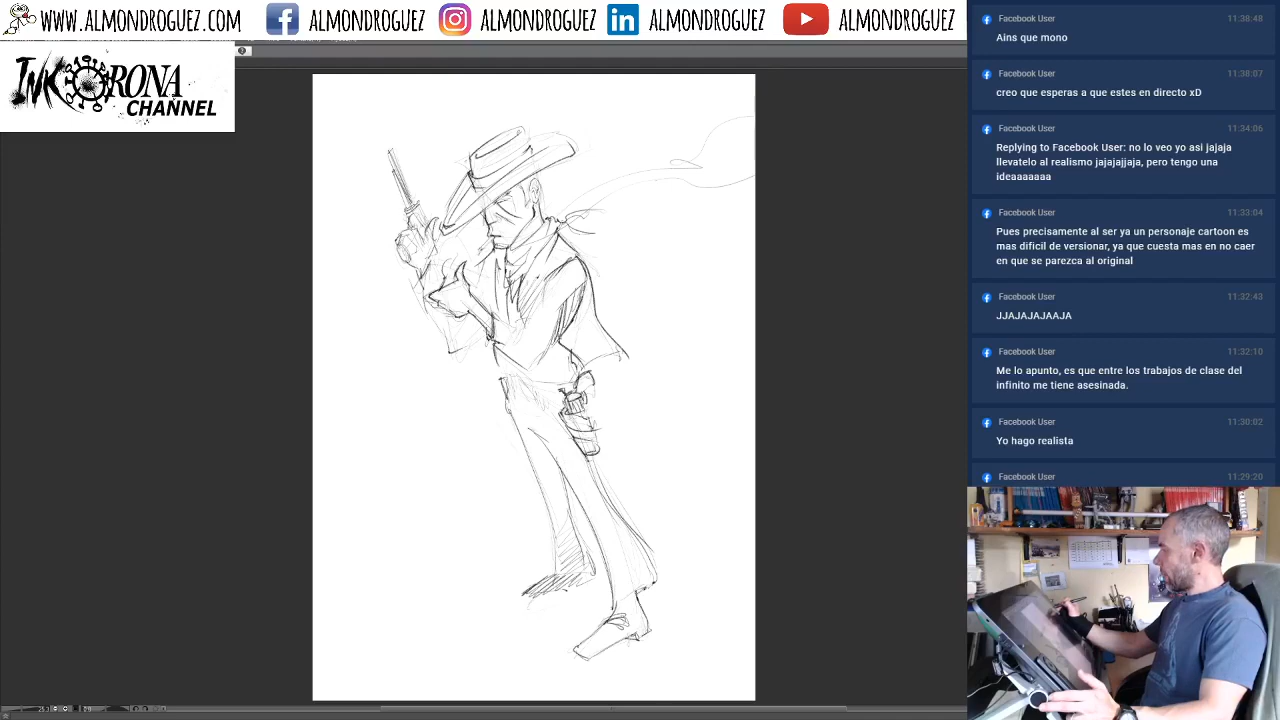 WWW.ALMONDROGUEZ.COM
ALMONDROGUEZ
ALMONDROGUEZ
ALMONDROGUEZ
ALMONDROGUEZ
INKORONA
CHANNEL
Facebook User 11:38:48
Ains que mono
Facebook User 11:38:07
creo que esperas a que estes en directo xD
Facebook User 11:34:06
Replying to Facebook User: no lo veo yo asi jajaja
llevatelo al realismo jajajajjaja, pero tengo una
ideaaaaaaa
Facebook User 11:33:04
Pues precisamente al ser ya un personaje cartoon es
mas dificil de versionar, ya que cuesta mas en no caer
en que se parezca al original
Facebook User 11:32:43
JJAJAJAJAAJA
Facebook User 11:32:10
Me lo apunto, es que entre los trabajos de clase del
infinito me tiene asesinada.
Facebook User 11:30:02
Yo hago realista
Facebook User 11:29:20